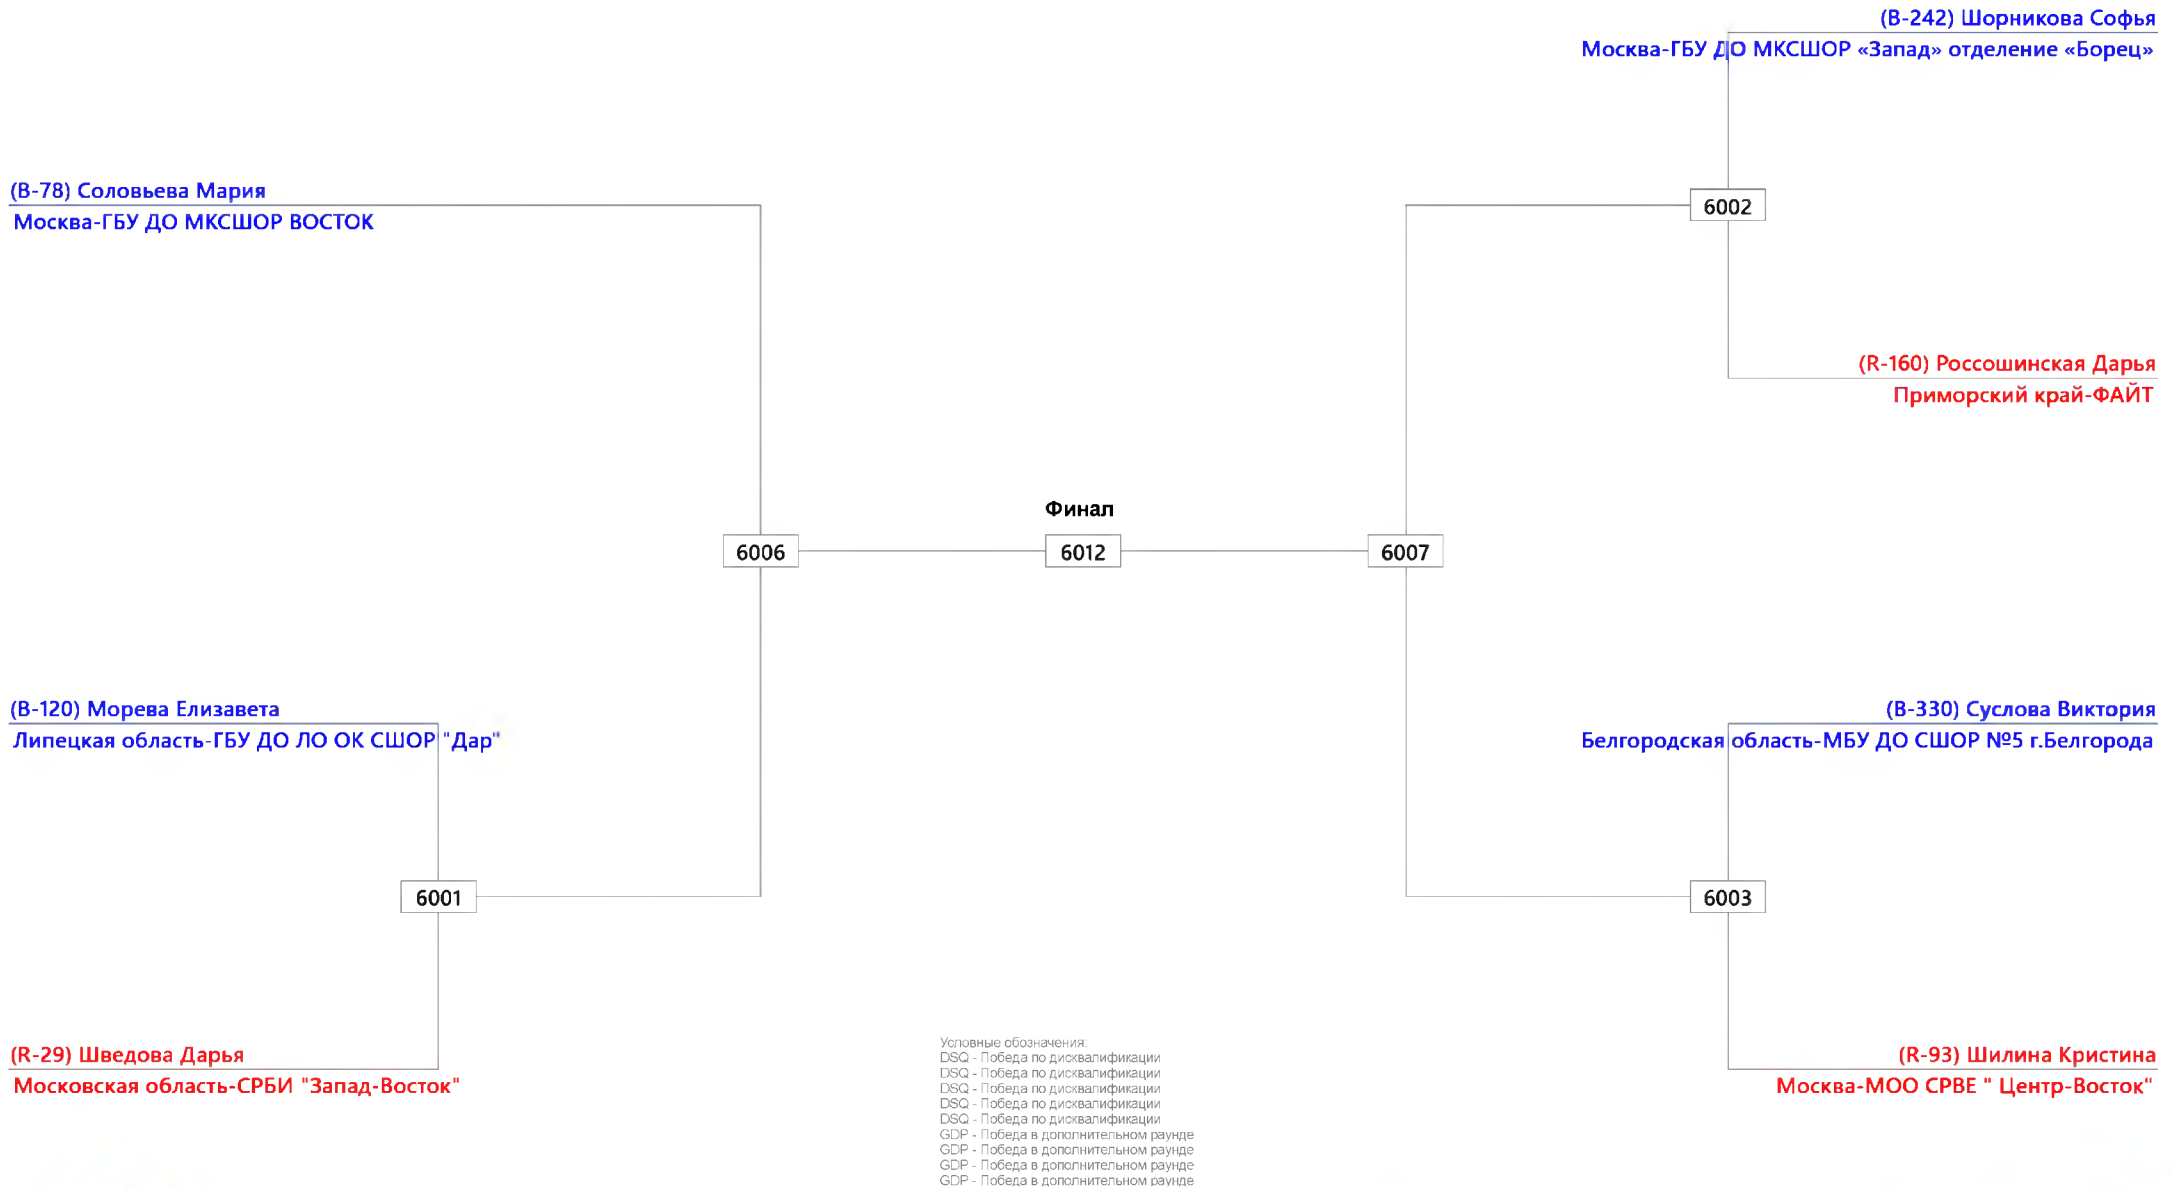 (B-242) Шорникова Софья
Москва-ГБУ ДО МКСШОР «Запад» отделение «Борец»
(B-78) Соловьева Мария
Москва-ГБУ ДО МКСШОР ВОСТОК
6002
(R-160) Россошинская Дарья
Приморский край-ФАЙТ
Финал
6006
6012
6007
(B-120) Морева Елизавета
Липецкая область-ГБУ ДО ЛО ОК СШОР "Дар"
(B-330) Суслова Виктория
Белгородская область-МБУ ДО СШОР №5 г.Белгорода
6001
6003
(R-29) Шведова Дарья
Московская область-СРБИ "Запад-Восток"
(R-93) Шилина Кристина
Москва-МОО СРВЕ " Центр-Восток"
Условные обозначения:
DSQ - Победа по дисквалификации
DSQ - Победа по дисквалификации
DSQ - Победа по дисквалификации
DSQ - Победа по дисквалификации
DSQ - Победа по дисквалификации
GDP - Победа в дополнительном раунде
GDP - Победа в дополнительном раунде
GDP - Победа в дополнительном раунде
GDP - Победа в дополнительном раунде